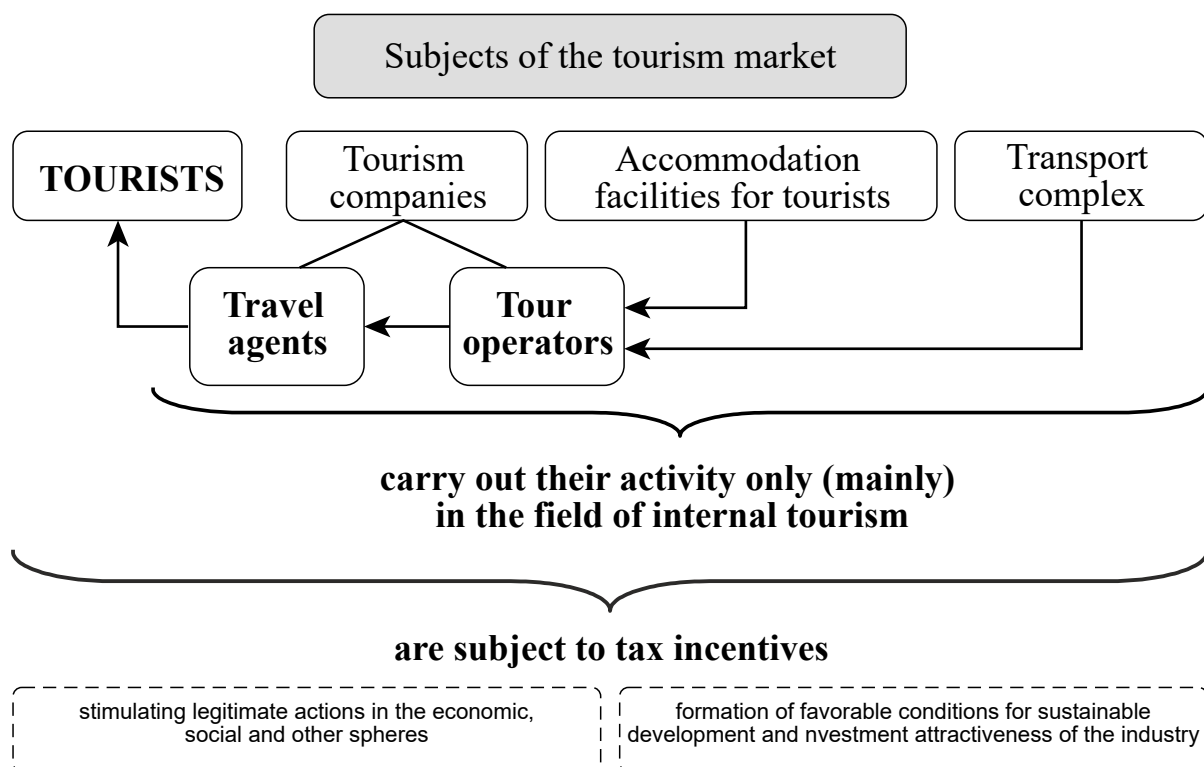 Subjects of the tourism market
TOURISTS
Tourism
companies
Accommodation
facilities for tourists
Transport
complex
Travel
agents
Tour
operators
carry out their activity only (mainly)
in the field of internal tourism
are subject to tax incentives
stimulating legitimate actions in the economic,
social and other spheres
formation of favorable conditions for sustainable
development and nvestment attractiveness of the industry